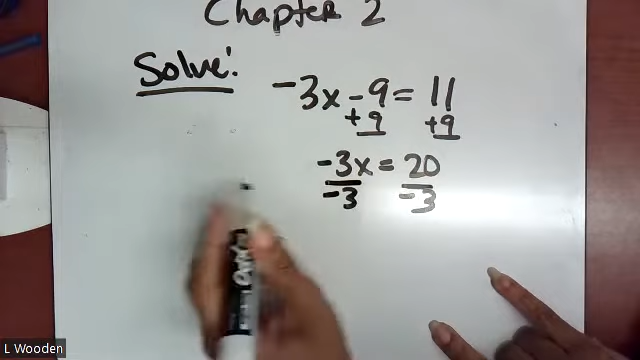 Chapter 2
Solve:
-3x - 9 = 11
+9 +9
-3x = 20
-3 -3
L Wooden